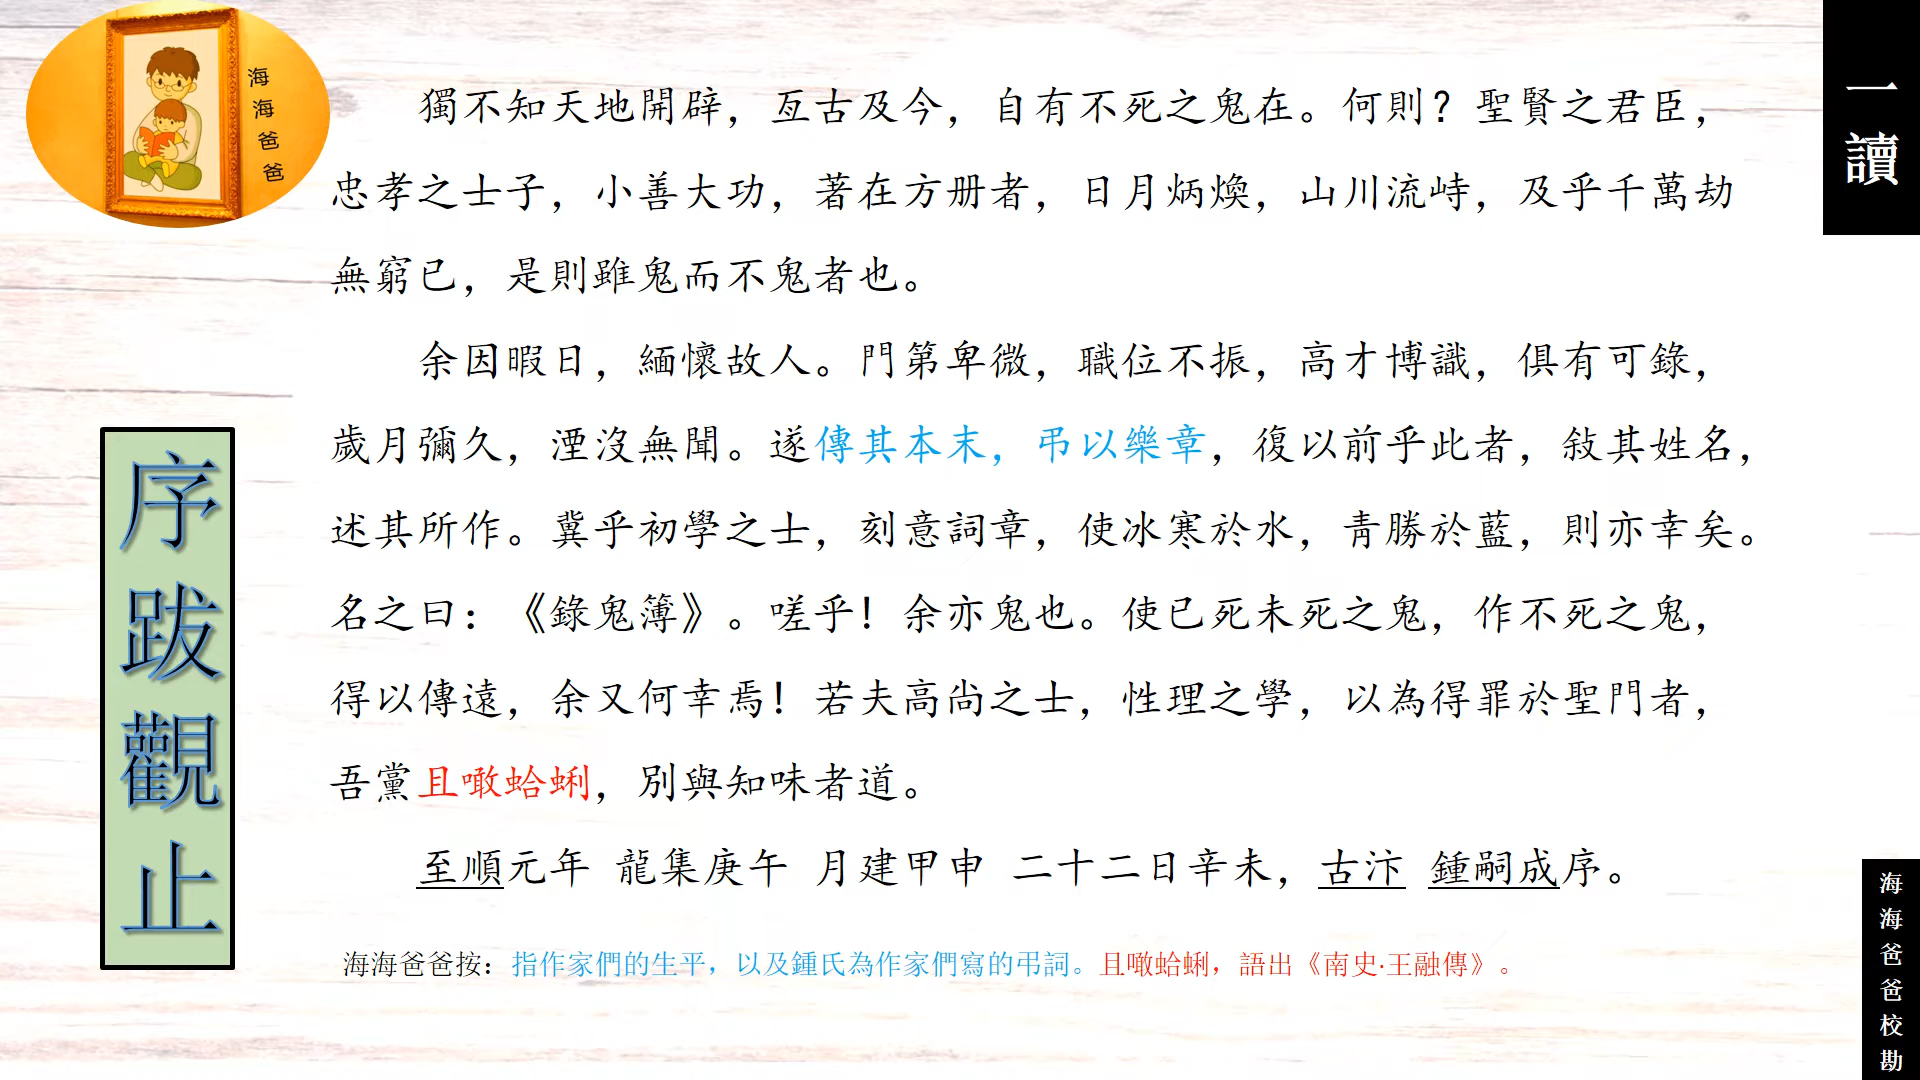 海海爸爸
一讀
獨不知天地開辟，亙古及今，自有不死之鬼在。何則？聖賢之君臣，
忠孝之士子，小善大功，著在方册者，日月炳煥，山川流峙，及乎千萬劫
無窮已，是則雖鬼而不鬼者也。
余因暇日，緬懷故人。門第卑微，職位不振，高才博識，俱有可錄，
歲月彌久，湮沒無聞。遂傳其本末，弔以樂章，復以前乎此者，敍其姓名，
述其所作。冀乎初學之士，刻意詞章，使冰寒於水，青勝於藍，則亦幸矣。
名之曰：《錄鬼簿》。嗟乎！余亦鬼也。使已死未死之鬼，作不死之鬼，
得以傳遠，余又何幸焉！若夫高尚之士，性理之學，以為得罪於聖門者，
吾黨且噉蛤蜊，別與知味者道。
至順元年 龍集庚午 月建甲申 二十二日辛未，古汴 鍾嗣成序。
海海爸爸按：指作家們的生平，以及鍾氏為作家們寫的弔詞。且噉蛤蜊，語出《南史·王融傳》。
序跋觀止
海海爸爸校勘